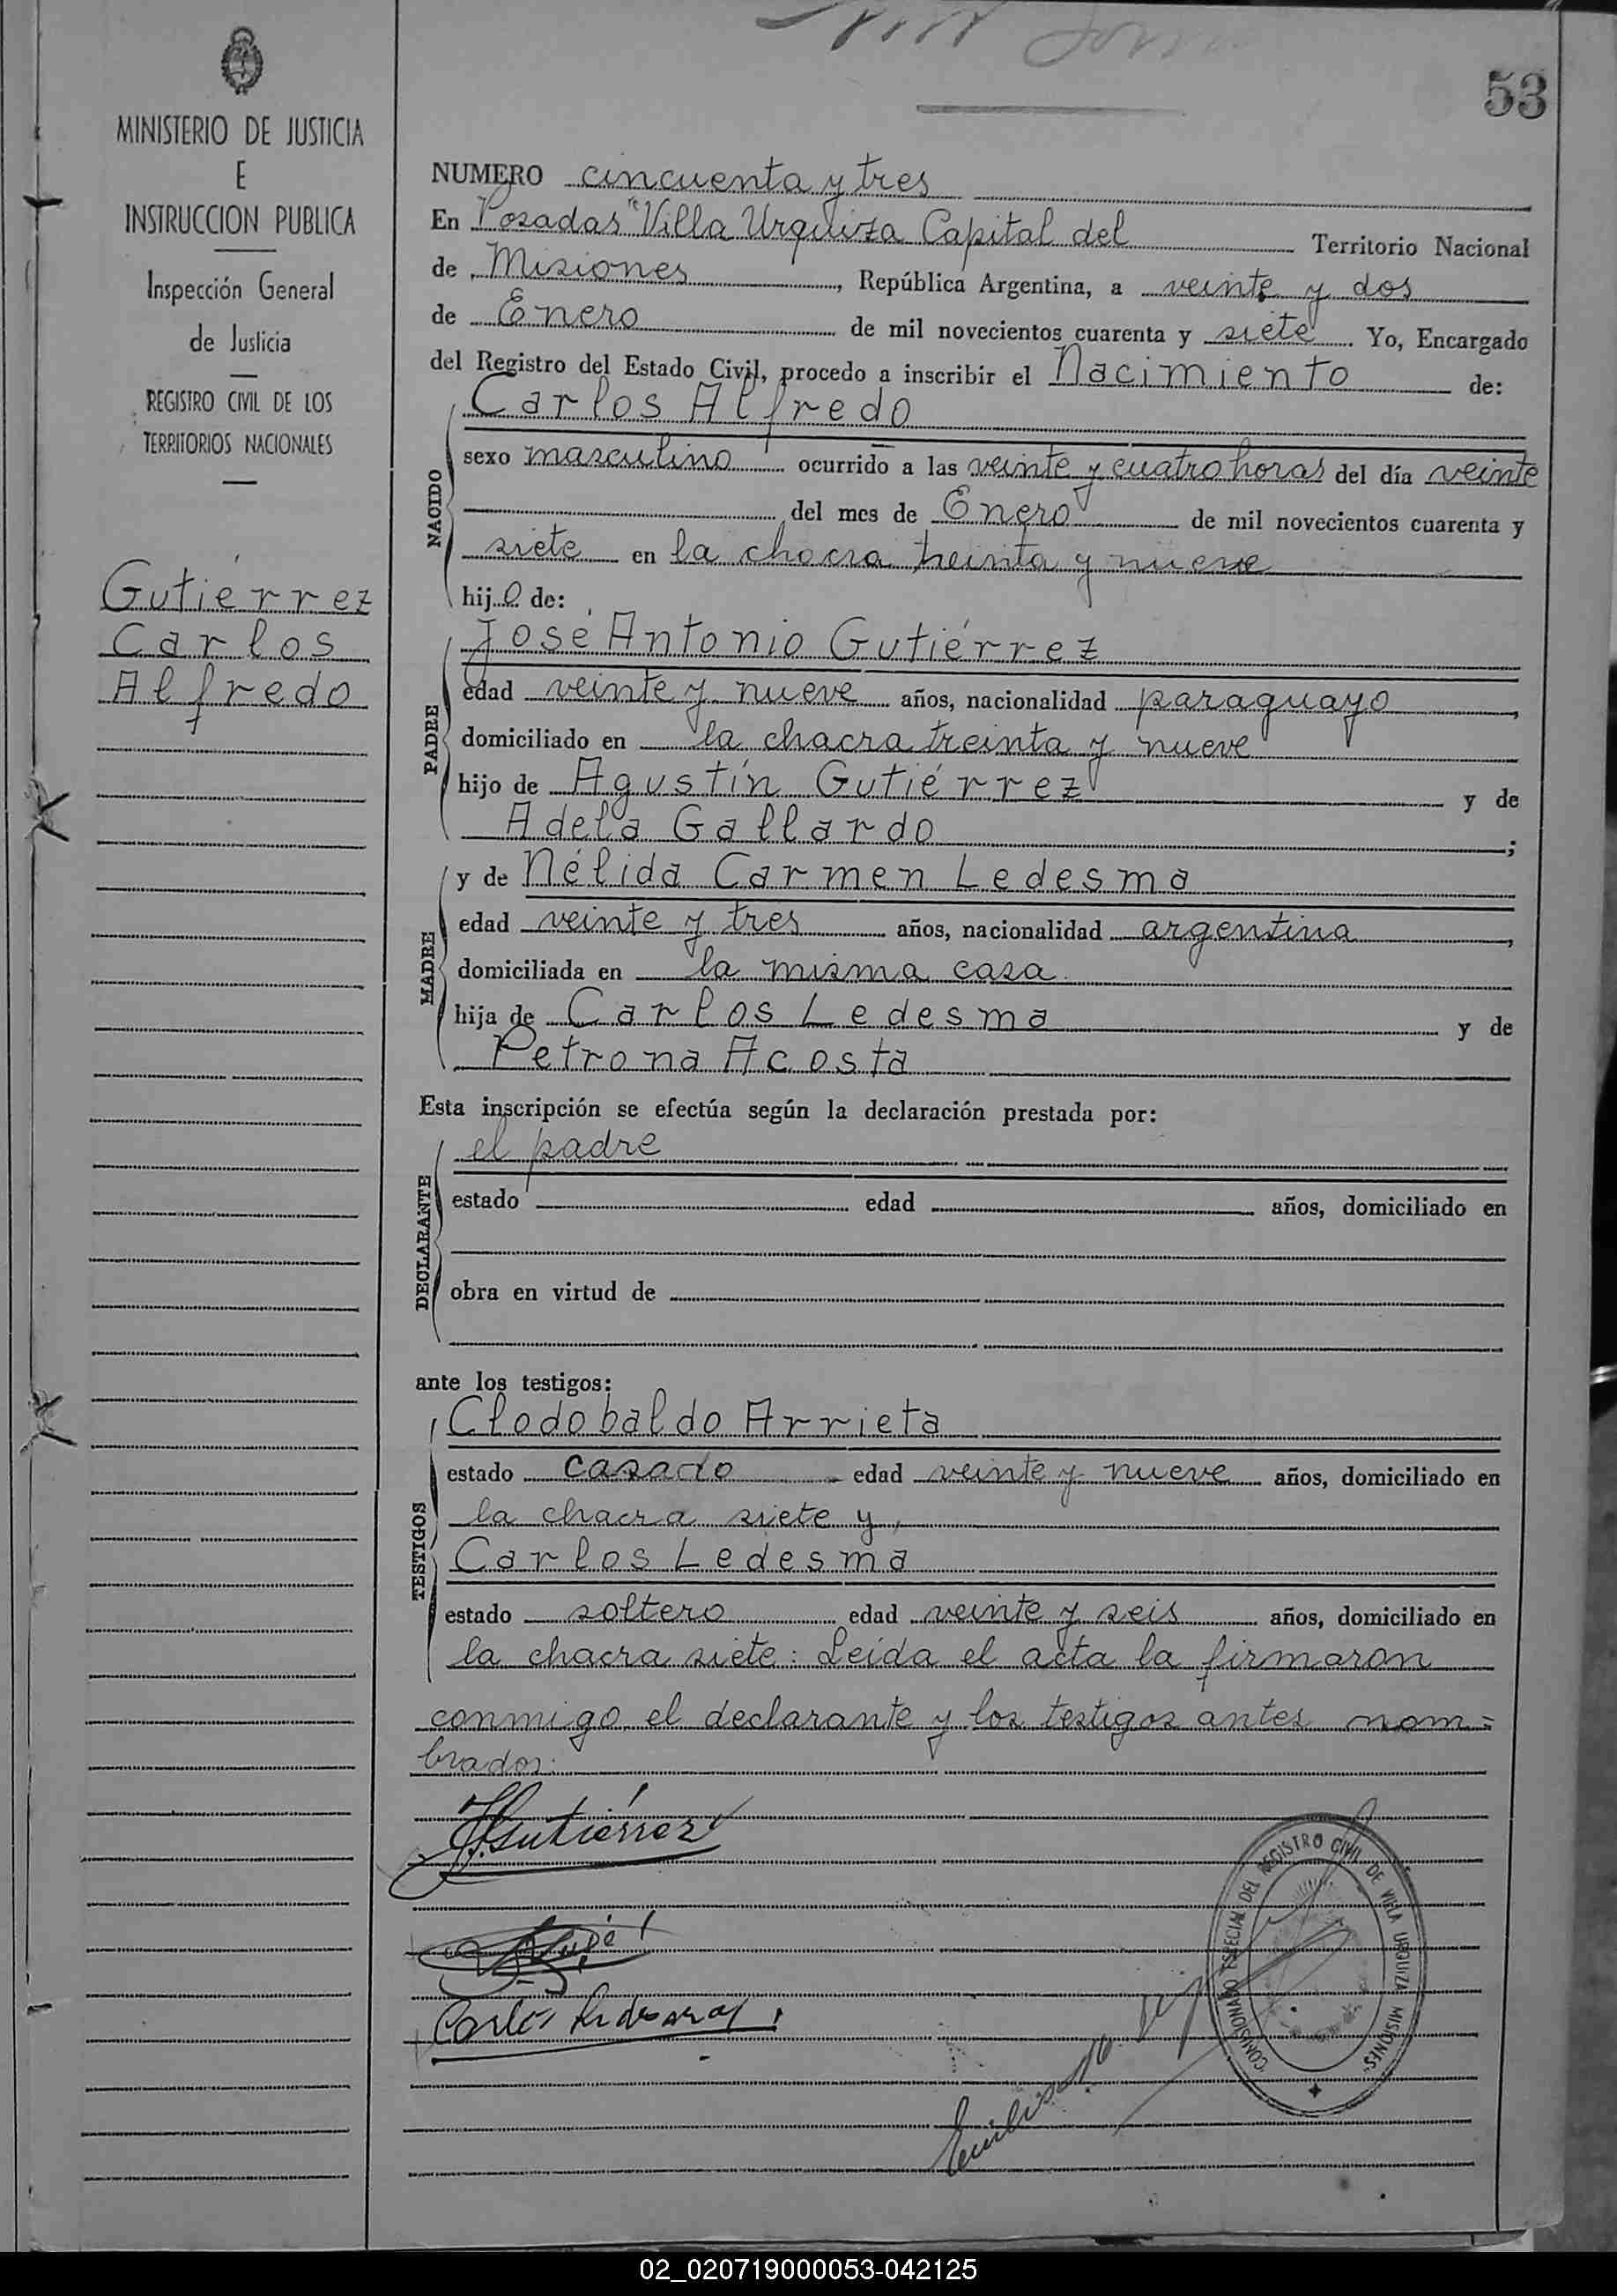 53
MINISTERIO DE JUSTICIA
E
INSTRUCCION PUBLICA
Inspección General
de Justicia
REGISTRO CIVIL DE LOS
TERRITORIOS NACIONALES
Gutiérrez
Carlos
Alfredo
NUMERO cincuenta y tres
En Posadas "Villa Urquiza Capital del Territorio Nacional
de Misiones, República Argentina, a veinte y dos
de Enero de mil novecientos cuarenta y siete. Yo, Encargado
del Registro del Estado Civil, procedo a inscribir el Nacimiento de:
NACIDO
Carlos Alfredo
sexo masculino ocurrido a las veinte y cuatro horas del día veinte
del mes de Enero de mil novecientos cuarenta y
siete en la chacra treinta y nueve
hijo de:
PADRE
José Antonio Gutiérrez
edad veinte y nueve años, nacionalidad paraguayo,
domiciliado en la chacra treinta y nueve
hijo de Agustín Gutiérrez y de
Adela Gallardo;
MADRE
y de Nélida Carmen Ledesma
edad veinte y tres años, nacionalidad argentina,
domiciliada en la misma casa
hija de Carlos Ledesma y de
Petrona Acosta
Esta inscripción se efectúa según la declaración prestada por:
DECLARANTE
el padre
estado edad años, domiciliado en
obra en virtud de
ante los testigos:
TESTIGOS
Clodobaldo Arrieta
estado casado edad veinte y nueve años, domiciliado en
la chacra siete y,
Carlos Ledesma
estado soltero edad veinte y seis años, domiciliado en
la chacra siete: Leída el acta la firmaron
conmigo el declarante y los testigos antes nom=
brados.
J. Gutiérrez
Carlos Ledesma
COMISIONADO ESPECIAL DEL REGISTRO CIVIL DE VILLA URQUIZA MISIONES
02_020719000053-042125